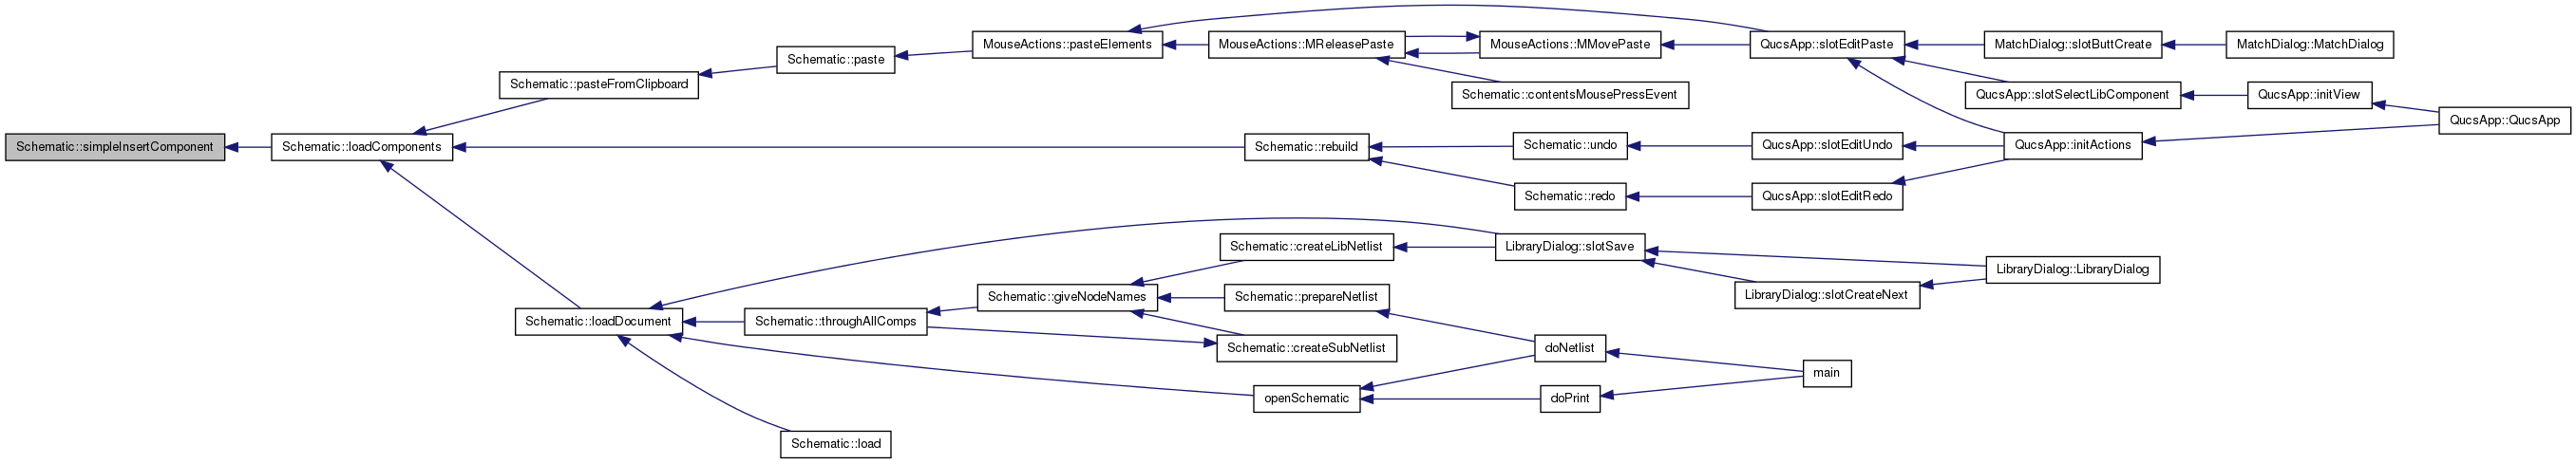 Schematic::simpleInsertComponent
Schematic::loadComponents
Schematic::pasteFromClipboard
Schematic::paste
MouseActions::pasteElements
MouseActions::MReleasePaste
MouseActions::MMovePaste
Schematic::contentsMousePressEvent
QucsApp::slotEditPaste
MatchDialog::slotButtCreate
MatchDialog::MatchDialog
QucsApp::slotSelectLibComponent
QucsApp::initView
QucsApp::QucsApp
Schematic::rebuild
Schematic::undo
QucsApp::slotEditUndo
QucsApp::initActions
Schematic::redo
QucsApp::slotEditRedo
Schematic::loadDocument
Schematic::throughAllComps
Schematic::giveNodeNames
Schematic::createLibNetlist
LibraryDialog::slotSave
LibraryDialog::LibraryDialog
LibraryDialog::slotCreateNext
Schematic::prepareNetlist
Schematic::createSubNetlist
doNetlist
main
openSchematic
doPrint
Schematic::load